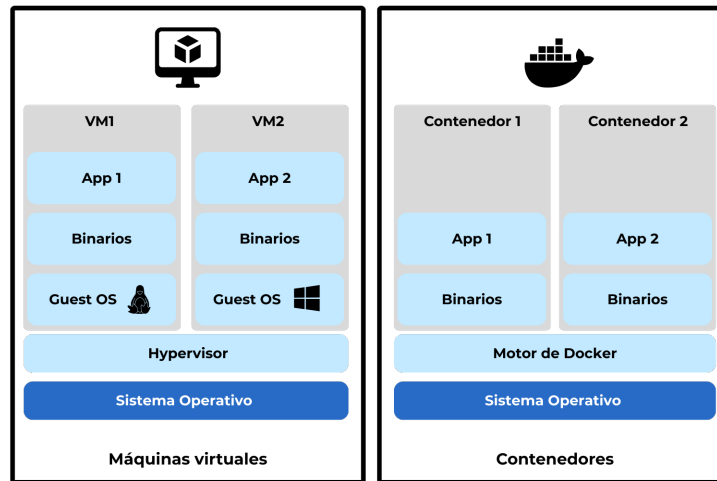 VM1
VM2
App 1
App 2
Binarios
Binarios
Guest OS
Guest OS
Hypervisor
Sistema Operativo
Máquinas virtuales
Contenedor 1
Contenedor 2
App 1
App 2
Binarios
Binarios
Motor de Docker
Sistema Operativo
Contenedores